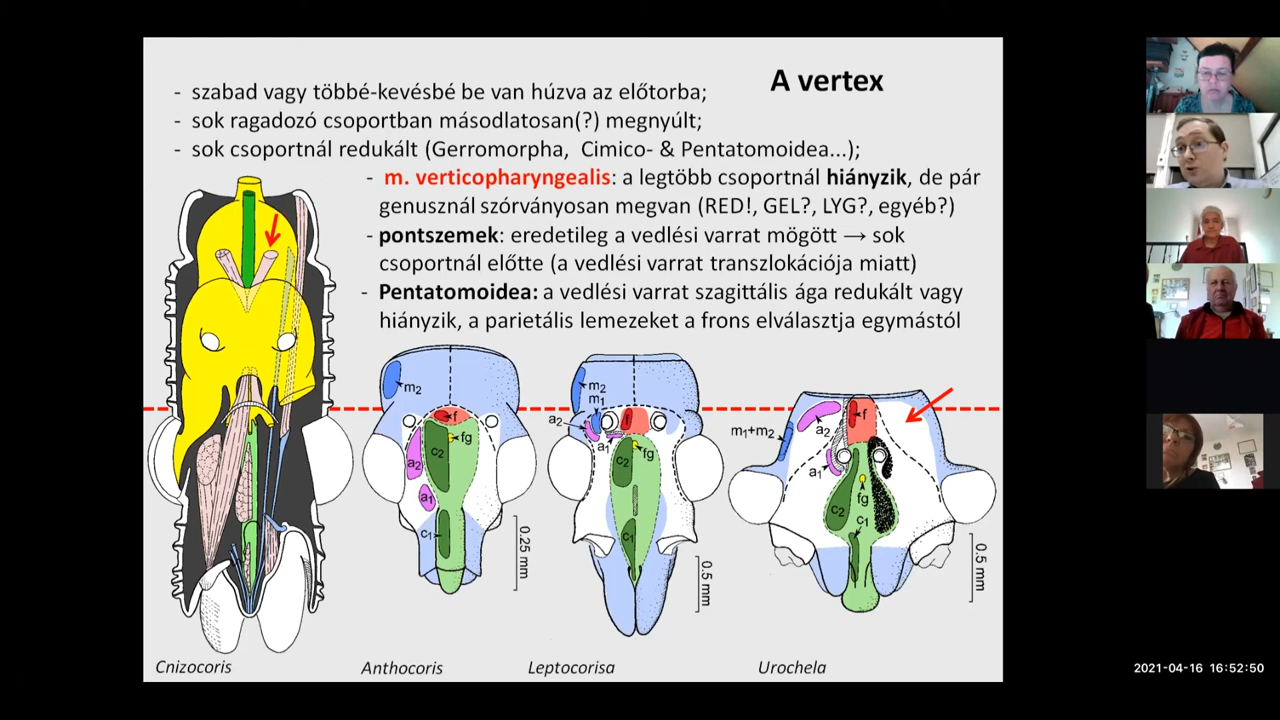 A vertex
- szabad vagy többé-kevésbé be van húzva az előtorba;
- sok ragadozó csoportban másodlatosan(?) megnyúlt;
- sok csoportnál redukált (Gerromorpha, Cimico- & Pentatomoidea...);
- m. verticopharyngealis: a legtöbb csoportnál hiányzik, de pár
genusznál szórványosan megvan (RED!, GEL?, LYG?, egyéb?)
- pontszemek: eredetileg a vedlési varrat mögött → sok
csoportnál előtte (a vedlési varrat transzlokációja miatt)
- Pentatomoidea: a vedlési varrat szagittális ága redukált vagy
hiányzik, a parietális lemezeket a frons elválasztja egymástól
m2
f
fg
c2
a2
a1
c1
0.25 mm
m2
m1
a2
f
a1
fg
c2
c1
0.5 mm
f
a2
m1+m2
a1
fg
c2
c1
0.5 mm
Cnizocoris
Anthocoris
Leptocorisa
Urochela
2021-04-16 16:52:50